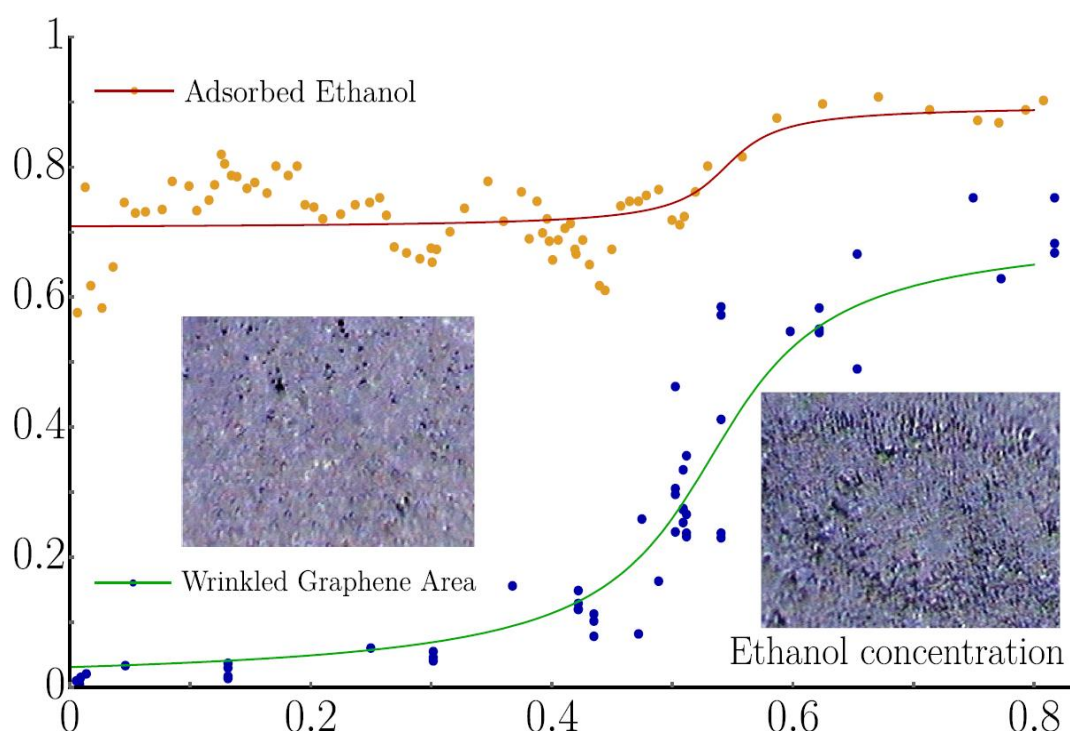 1
Adsorbed Ethanol
0.8
0.6
0.4
0.2
Wrinkled Graphene Area
Ethanol concentration
0
0 0.2 0.4 0.6 0.8